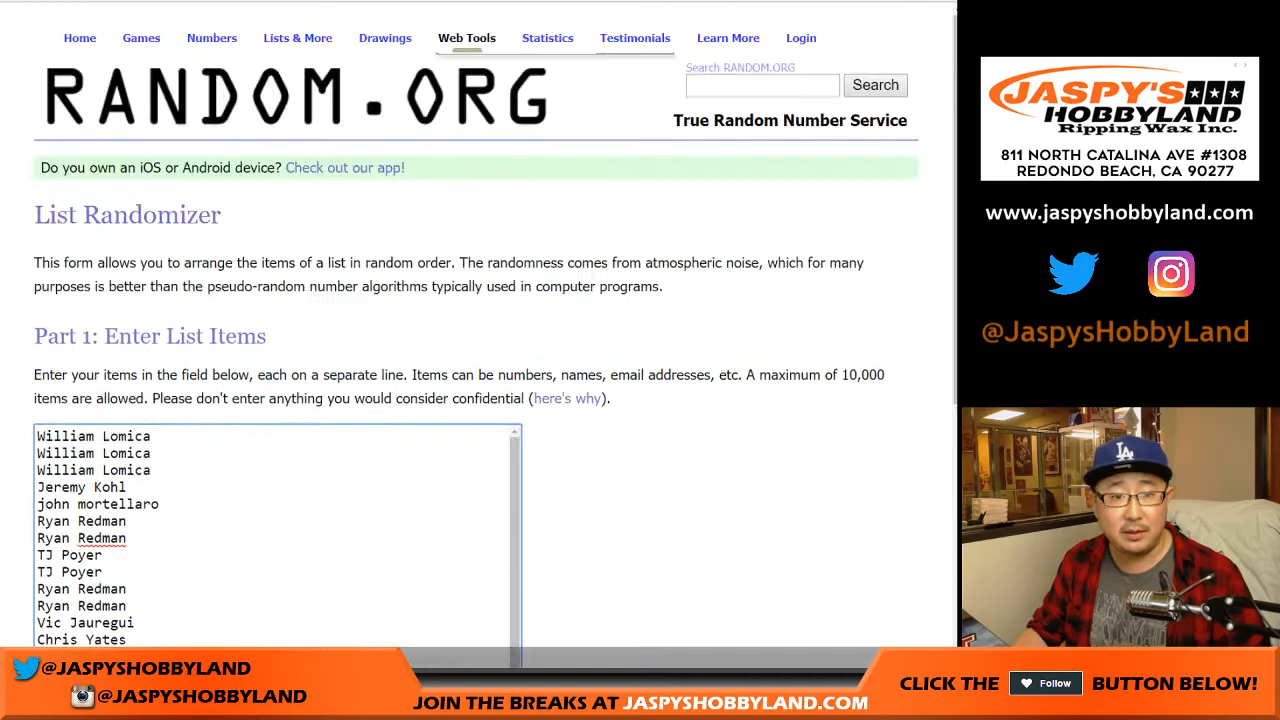 Home Games Numbers Lists & More Drawings Web Tools Statistics Testimonials Learn More Login
RANDOM.ORG
Search RANDOM.ORG
Search
True Random Number Service
Do you own an iOS or Android device? Check out our app!
List Randomizer
This form allows you to arrange the items of a list in random order. The randomness comes from atmospheric noise, which for many
purposes is better than the pseudo-random number algorithms typically used in computer programs.
Part 1: Enter List Items
Enter your items in the field below, each on a separate line. Items can be numbers, names, email addresses, etc. A maximum of 10,000
items are allowed. Please don't enter anything you would consider confidential (here's why).
William Lomica
William Lomica
William Lomica
Jeremy Kohl
john mortellaro
Ryan Redman
Ryan Redman
TJ Poyer
TJ Poyer
Ryan Redman
Ryan Redman
Vic Jauregui
Chris Yates
JASPY'S
HOBBYLAND
Ripping Wax Inc.
811 NORTH CATALINA AVE #1308
REDONDO BEACH, CA 90277
www.jaspyshobbyland.com
@JaspysHobbyLand
LA
@JASPYSHOBBYLAND
@JASPYSHOBBYLAND
JOIN THE BREAKS AT JASPYSHOBBYLAND.COM
CLICK THE Follow BUTTON BELOW!